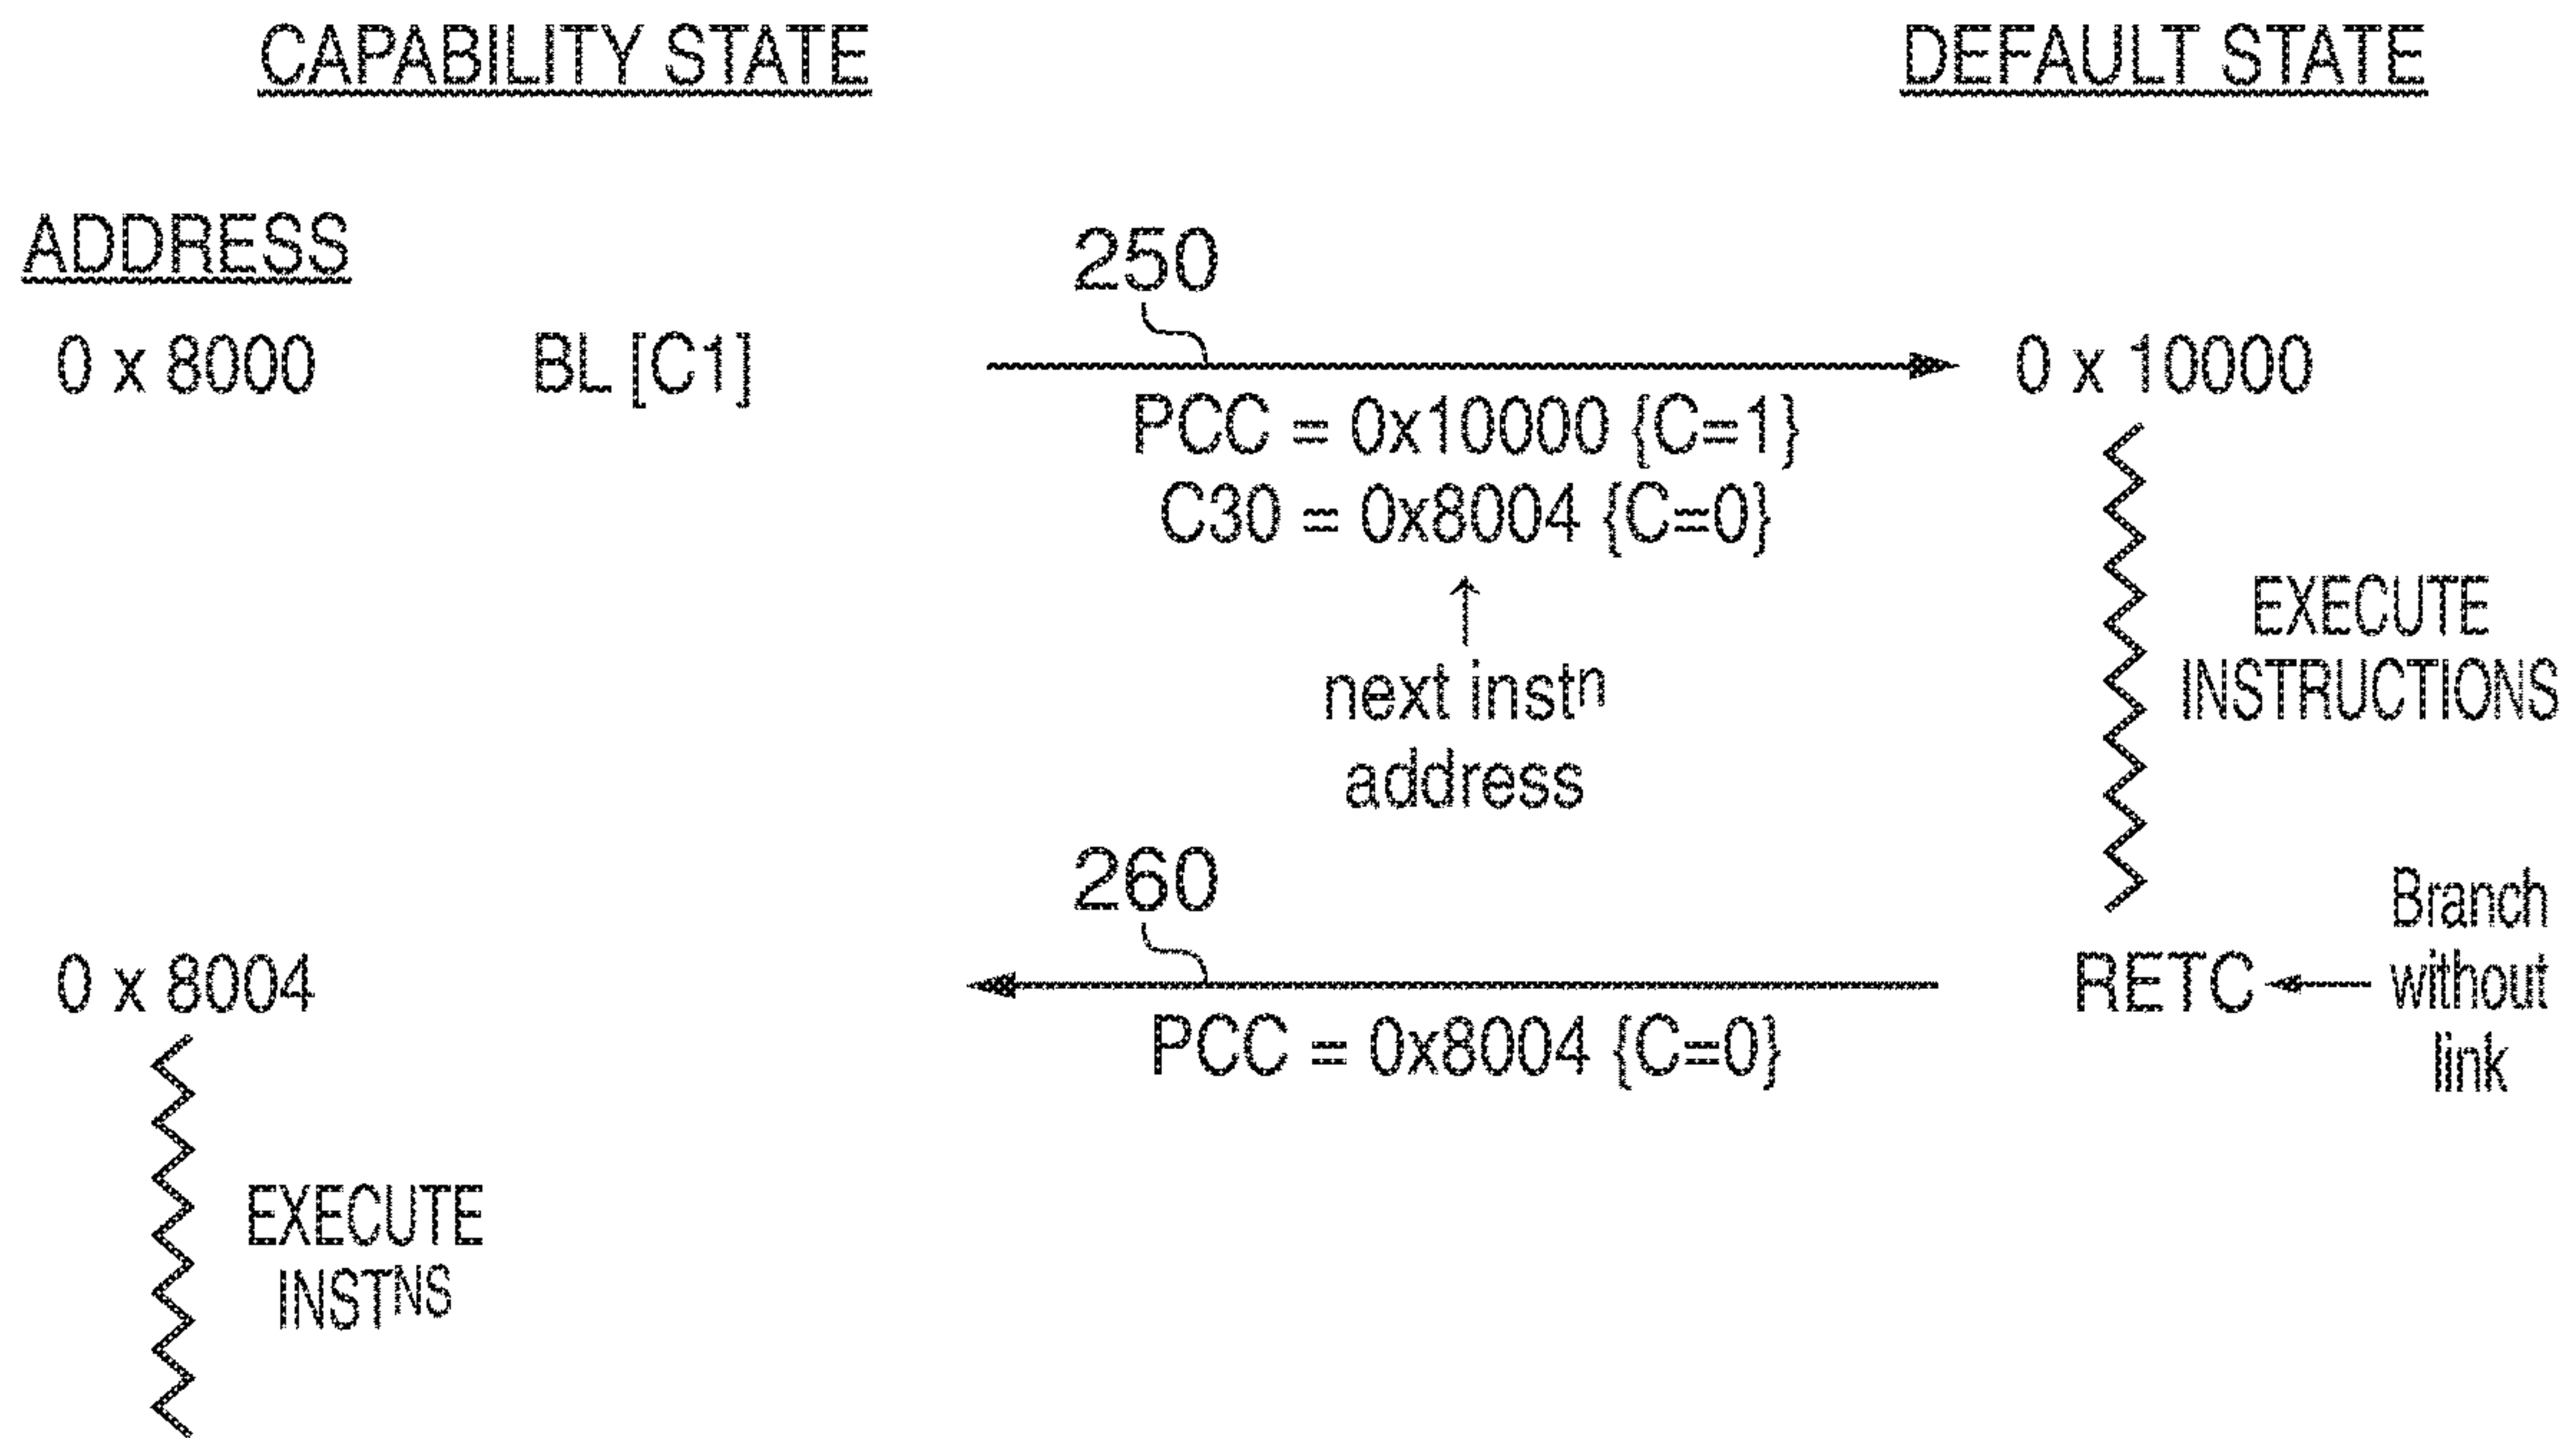 CAPABILITY STATE
DEFAULT STATE
ADDRESS
0 x 8000
BL [C1]
250
PCC = 0x10000 {C=1}
C30 = 0x8004 {C=0}
↑
next instⁿ
address
0 x 10000
EXECUTE
INSTRUCTIONS
260
PCC = 0x8004 {C=0}
RETC
Branch
without
link
0 x 8004
EXECUTE
INSTᴺS